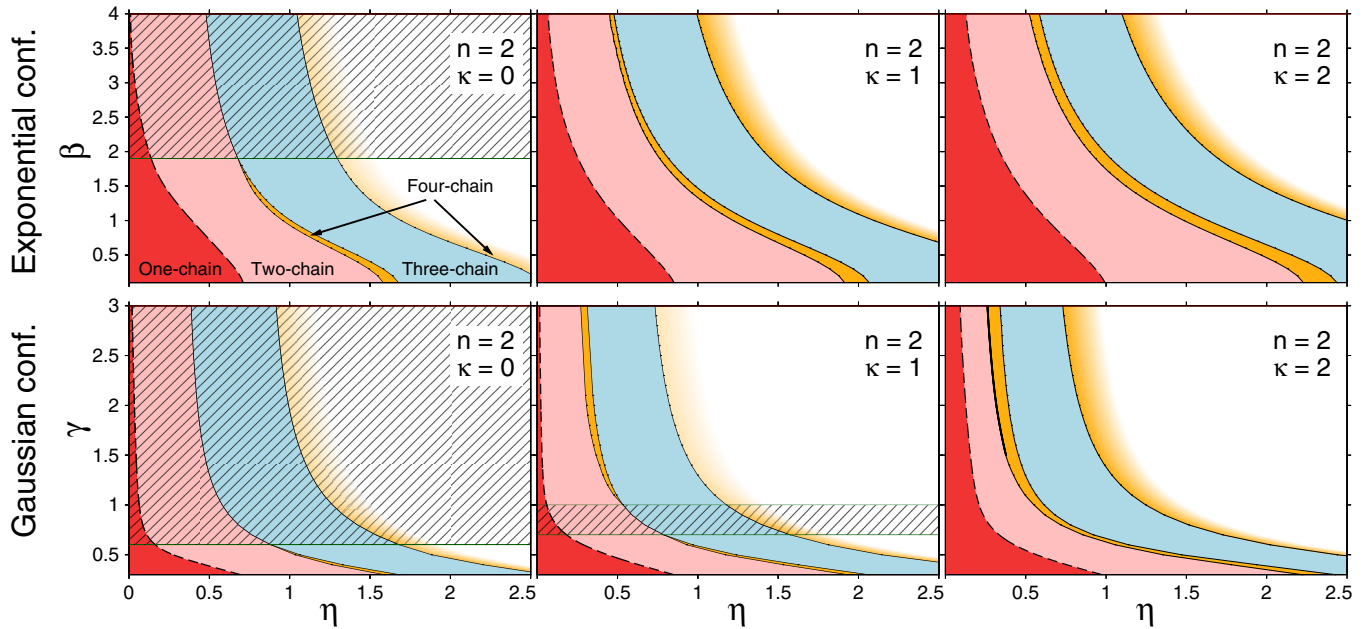 Exponential conf.
β
4
3.5
3
2.5
2
1.5
1
0.5
n = 2
κ = 0
Four-chain
One-chain
Two-chain
Three-chain
n = 2
κ = 1
n = 2
κ = 2
Gaussian conf.
γ
3
2.5
2
1.5
1
0.5
n = 2
κ = 0
n = 2
κ = 1
n = 2
κ = 2
0 0.5 1 1.5 2 2.5
0.5 1 1.5 2 2.5
0.5 1 1.5 2 2.5
η
η
η